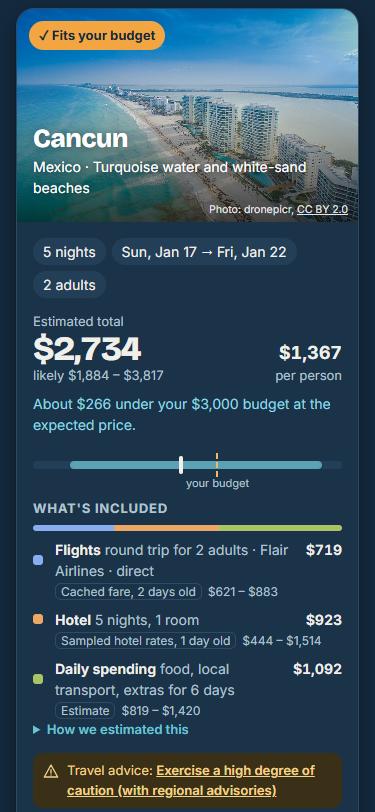 ✓ Fits your budget
Cancun
Mexico · Turquoise water and white-sand
beaches
Photo: dronepicr, CC BY 2.0
5 nights
Sun, Jan 17 → Fri, Jan 22
2 adults
Estimated total
$2,734
$1,367
likely $1,884 – $3,817
per person
About $266 under your $3,000 budget at the
expected price.
your budget
WHAT'S INCLUDED
Flights round trip for 2 adults · Flair $719
Airlines · direct
Cached fare, 2 days old $621 – $883
Hotel 5 nights, 1 room $923
Sampled hotel rates, 1 day old $444 – $1,514
Daily spending food, local $1,092
transport, extras for 6 days
Estimate $819 – $1,420
▶ How we estimated this
⚠ Travel advice: Exercise a high degree of
caution (with regional advisories)